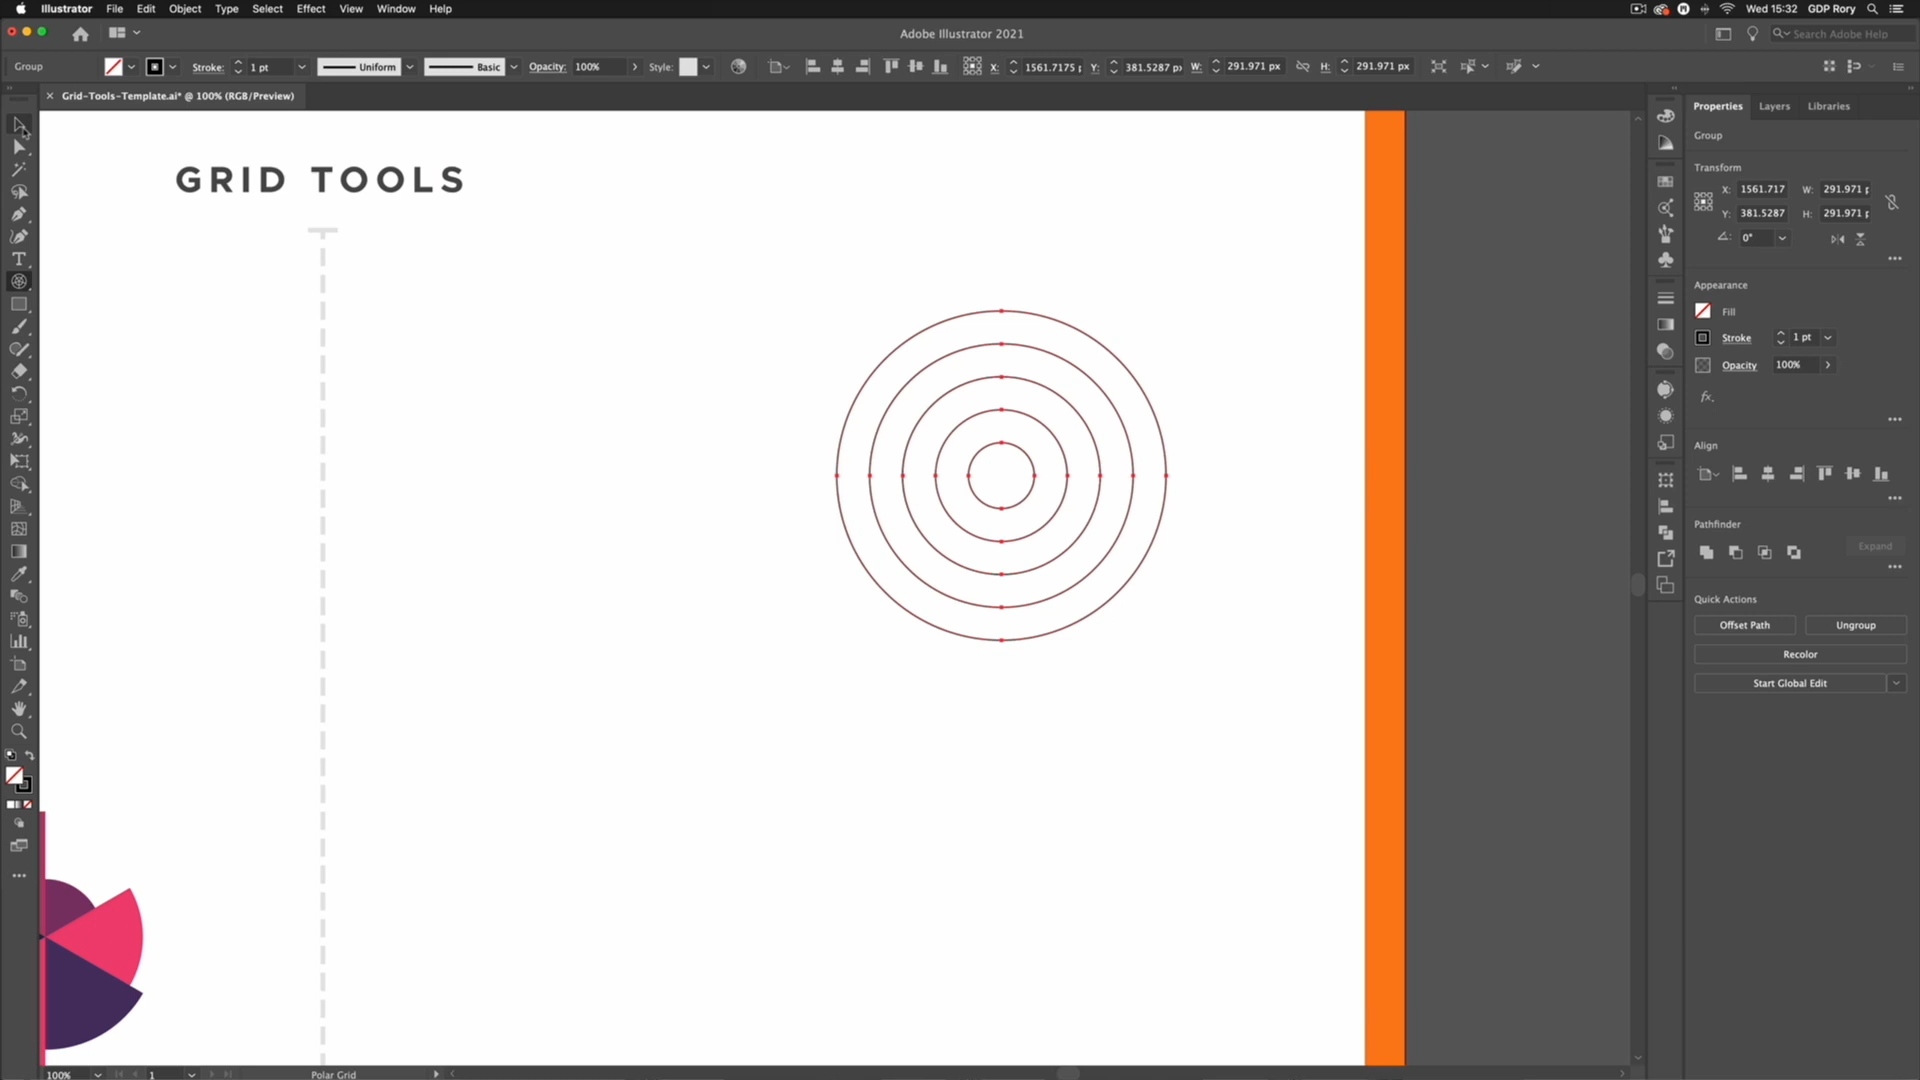 Illustrator File Edit Object Type Select Effect View Window Help
Wed 15:32 GDP Rory
Adobe Illustrator 2021
Search Adobe Help
Group Stroke: 1 pt Uniform Basic Opacity: 100% Style: X: 1561.7175 Y: 381.5287 px W: 291.971 px H: 291.971 px
× Grid-Tools-Template.ai* @ 100% (RGB/Preview)
Properties Layers Libraries
Group
Transform
X: 1561.717 W: 291.971
Y: 381.5287 H: 291.971
0°
Appearance
Fill
Stroke 1 pt
Opacity 100%
fx.
Align
Pathfinder
Expand
Quick Actions
Offset Path Ungroup
Recolor
Start Global Edit
GRID TOOLS
100% 1 Polar Grid